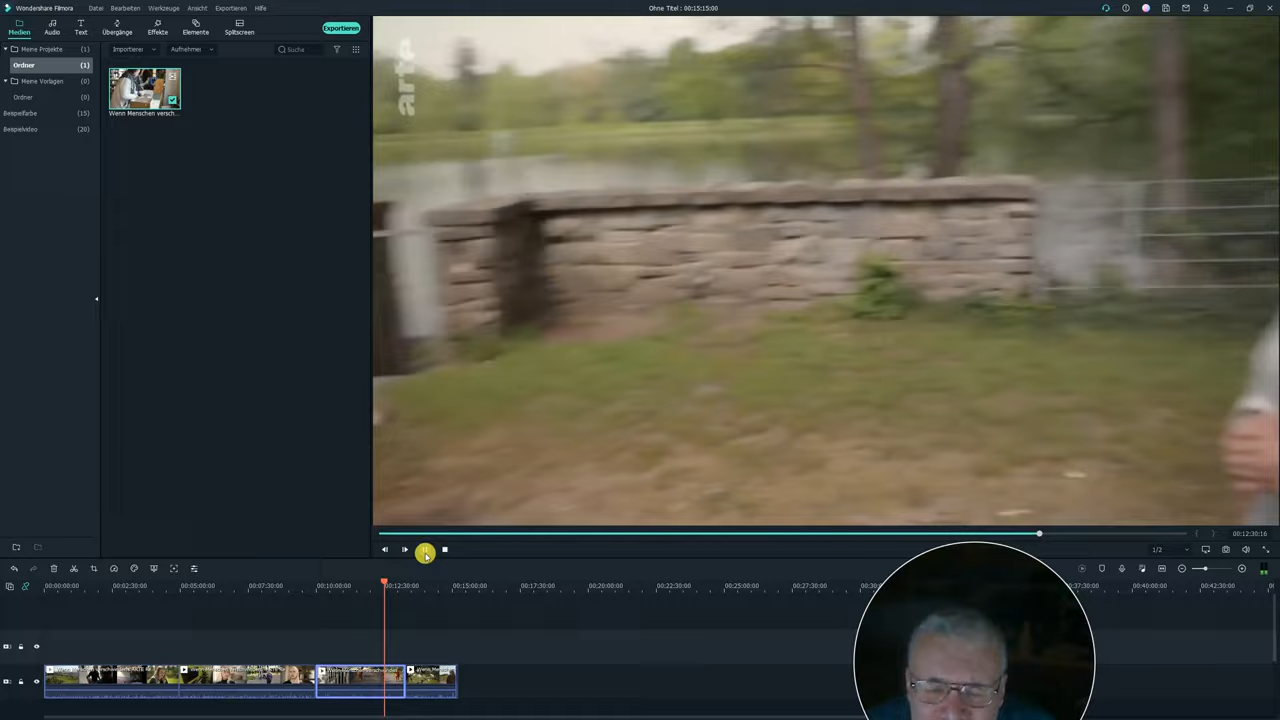 Wondershare Filmora Datei Bearbeiten Werkzeuge Ansicht Exportieren Hilfe Ohne Titel : 00:15:15:00
Medien Audio Text Übergänge Effekte Elemente Splitscreen Exportieren
Meine Projekte (1) Importieren Aufnehmen Suche
Ordner (1)
Meine Vorlagen (0)
Ordner (0)
Beispielfarbe (15)
Beispielvideo (20)
Wenn Menschen versch...
arte
00:12:30:16
1/2
00:00:00:00 00:02:30:00 00:05:00:00 00:07:30:00 00:10:00:00 00:12:30:00 00:15:00:00 00:20:00:00 00:22:30:00 00:25:00:00 00:27:30:00 00:30:00:00 00:37:30:00 00:40:00:00 00:42:30:00